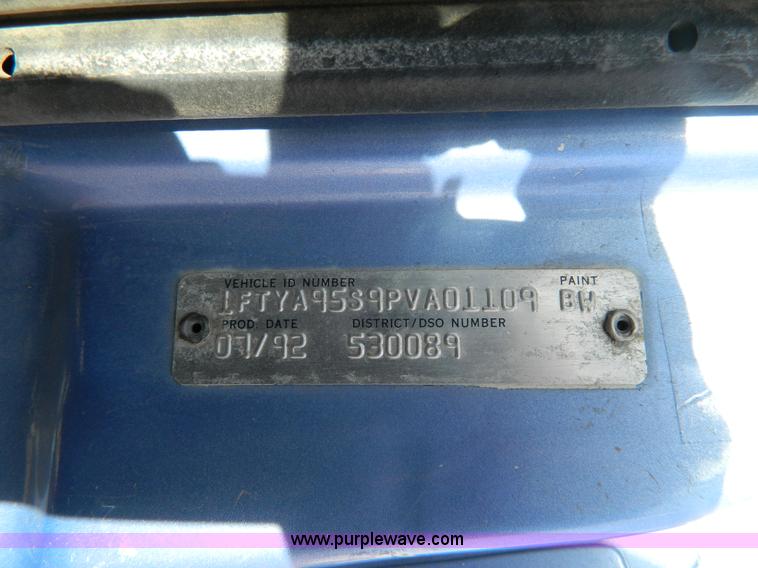 VEHICLE ID NUMBER PAINT
1FTYA95S9PVA01109 BW
PROD. DATE DISTRICT/DSO NUMBER
07/92 530089
www.purplewave.com